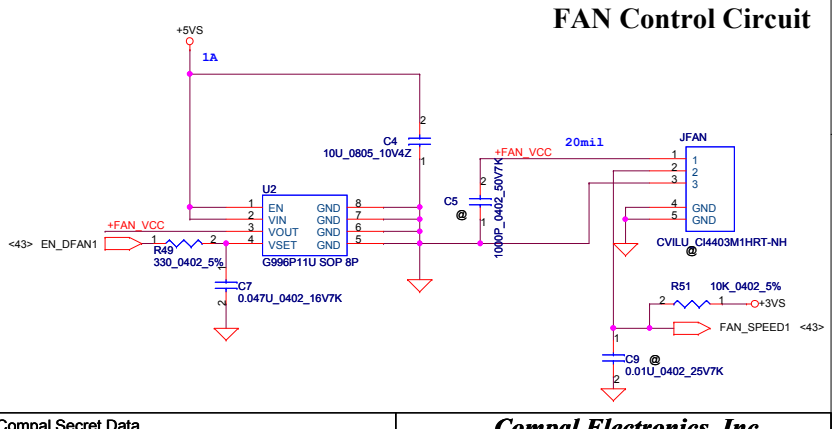 FAN Control Circuit
+5VS
1A
2
C4
10U_0805_10V4Z
1
U2
1 EN GND 8
2 VIN GND 7
3 VOUT GND 6
4 VSET GND 5
G996P11U SOP 8P
+FAN_VCC
<43> EN_DFAN1
1 2
R49
330_0402_5%
1
C7
0.047U_0402_16V7K
2
+FAN_VCC
20mil
2
C5
@
1
1000P_0402_50V7K
JFAN
1 1
2 2
3 3
4 GND
5 GND
CVILU_CI4403M1HRT-NH
@
R51 10K_0402_5%
2 1 +3VS
FAN_SPEED1 <43>
1
C9 @
0.01U_0402_25V7K
2
Compal Secret Data
Compal Electronics, Inc